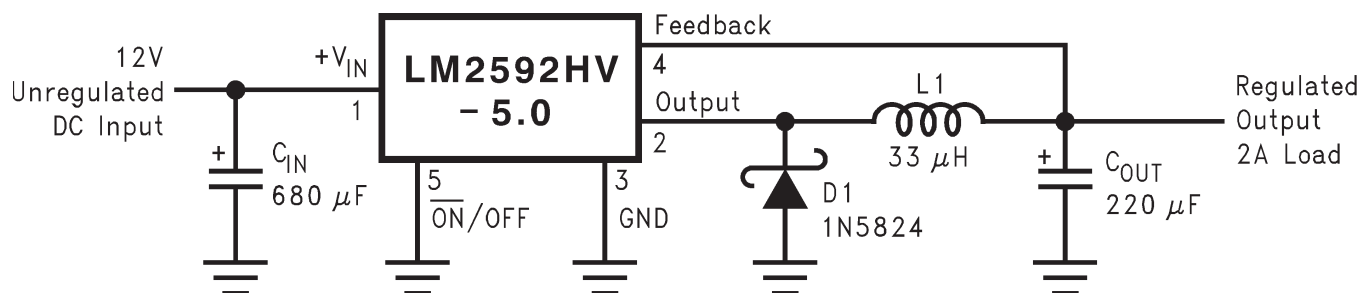 12V
Unregulated
DC Input
+VIN
1
+
CIN
680 μF
LM2592HV
– 5.0
5
ON/OFF
3
GND
Feedback
4
Output
2
D1
1N5824
L1
33 μH
+
COUT
220 μF
Regulated
Output
2A Load